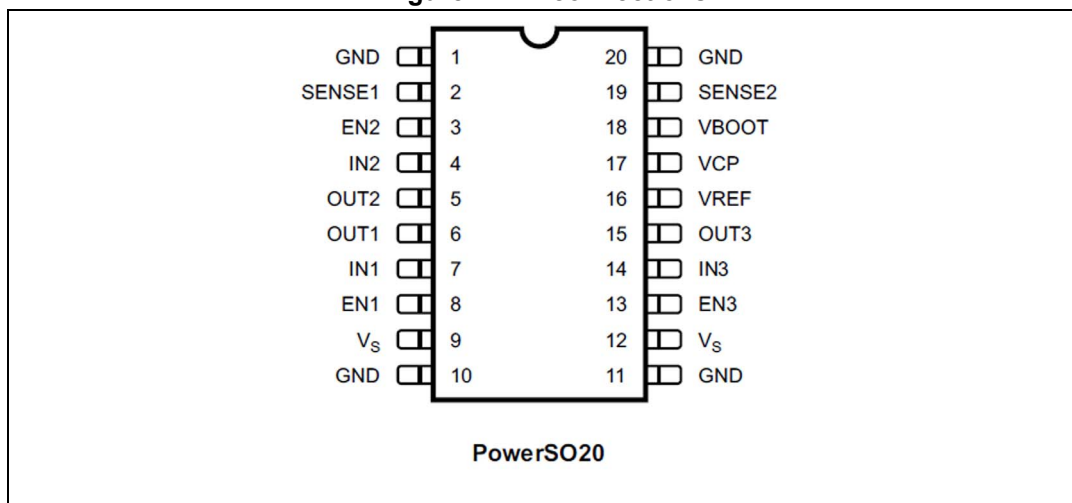 GND 1 20 GND
SENSE1 2 19 SENSE2
EN2 3 18 VBOOT
IN2 4 17 VCP
OUT2 5 16 VREF
OUT1 6 15 OUT3
IN1 7 14 IN3
EN1 8 13 EN3
VS 9 12 VS
GND 10 11 GND
PowerSO20